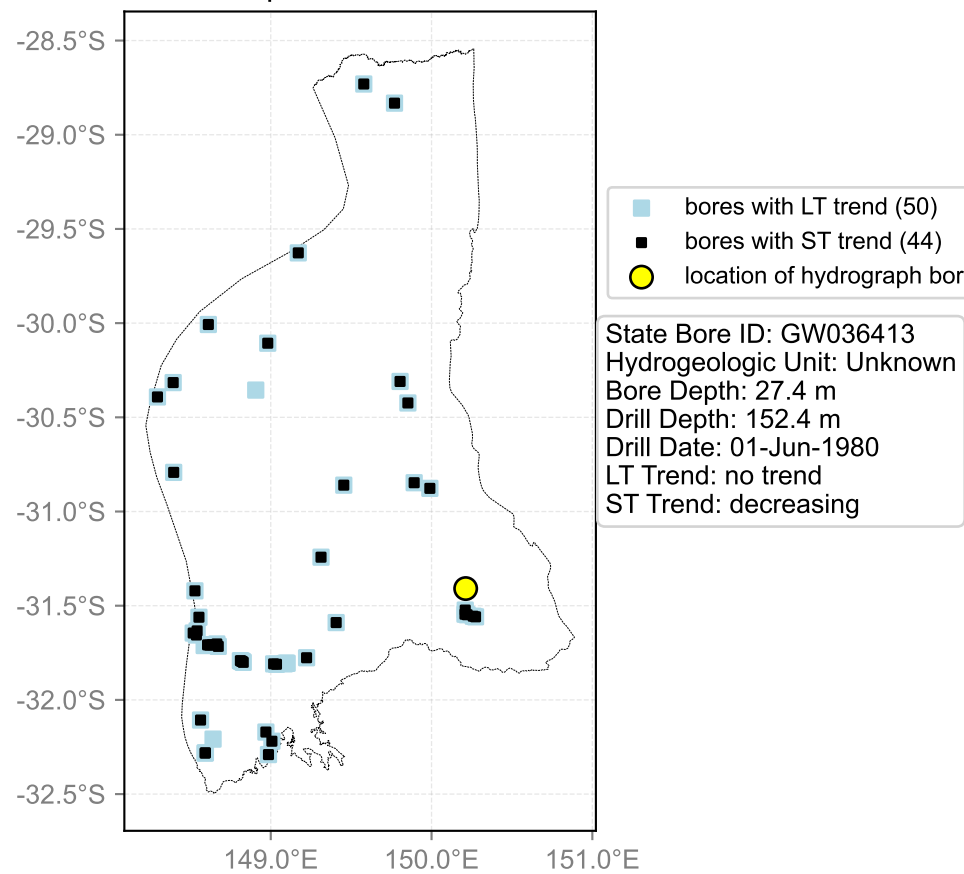 -28.5°S
-29.0°S
-29.5°S
-30.0°S
-30.5°S
-31.0°S
-31.5°S
-32.0°S
-32.5°S
149.0°E
150.0°E
151.0°E
bores with LT trend (50)
bores with ST trend (44)
location of hydrograph bor
State Bore ID: GW036413
Hydrogeologic Unit: Unknown
Bore Depth: 27.4 m
Drill Depth: 152.4 m
Drill Date: 01-Jun-1980
LT Trend: no trend
ST Trend: decreasing